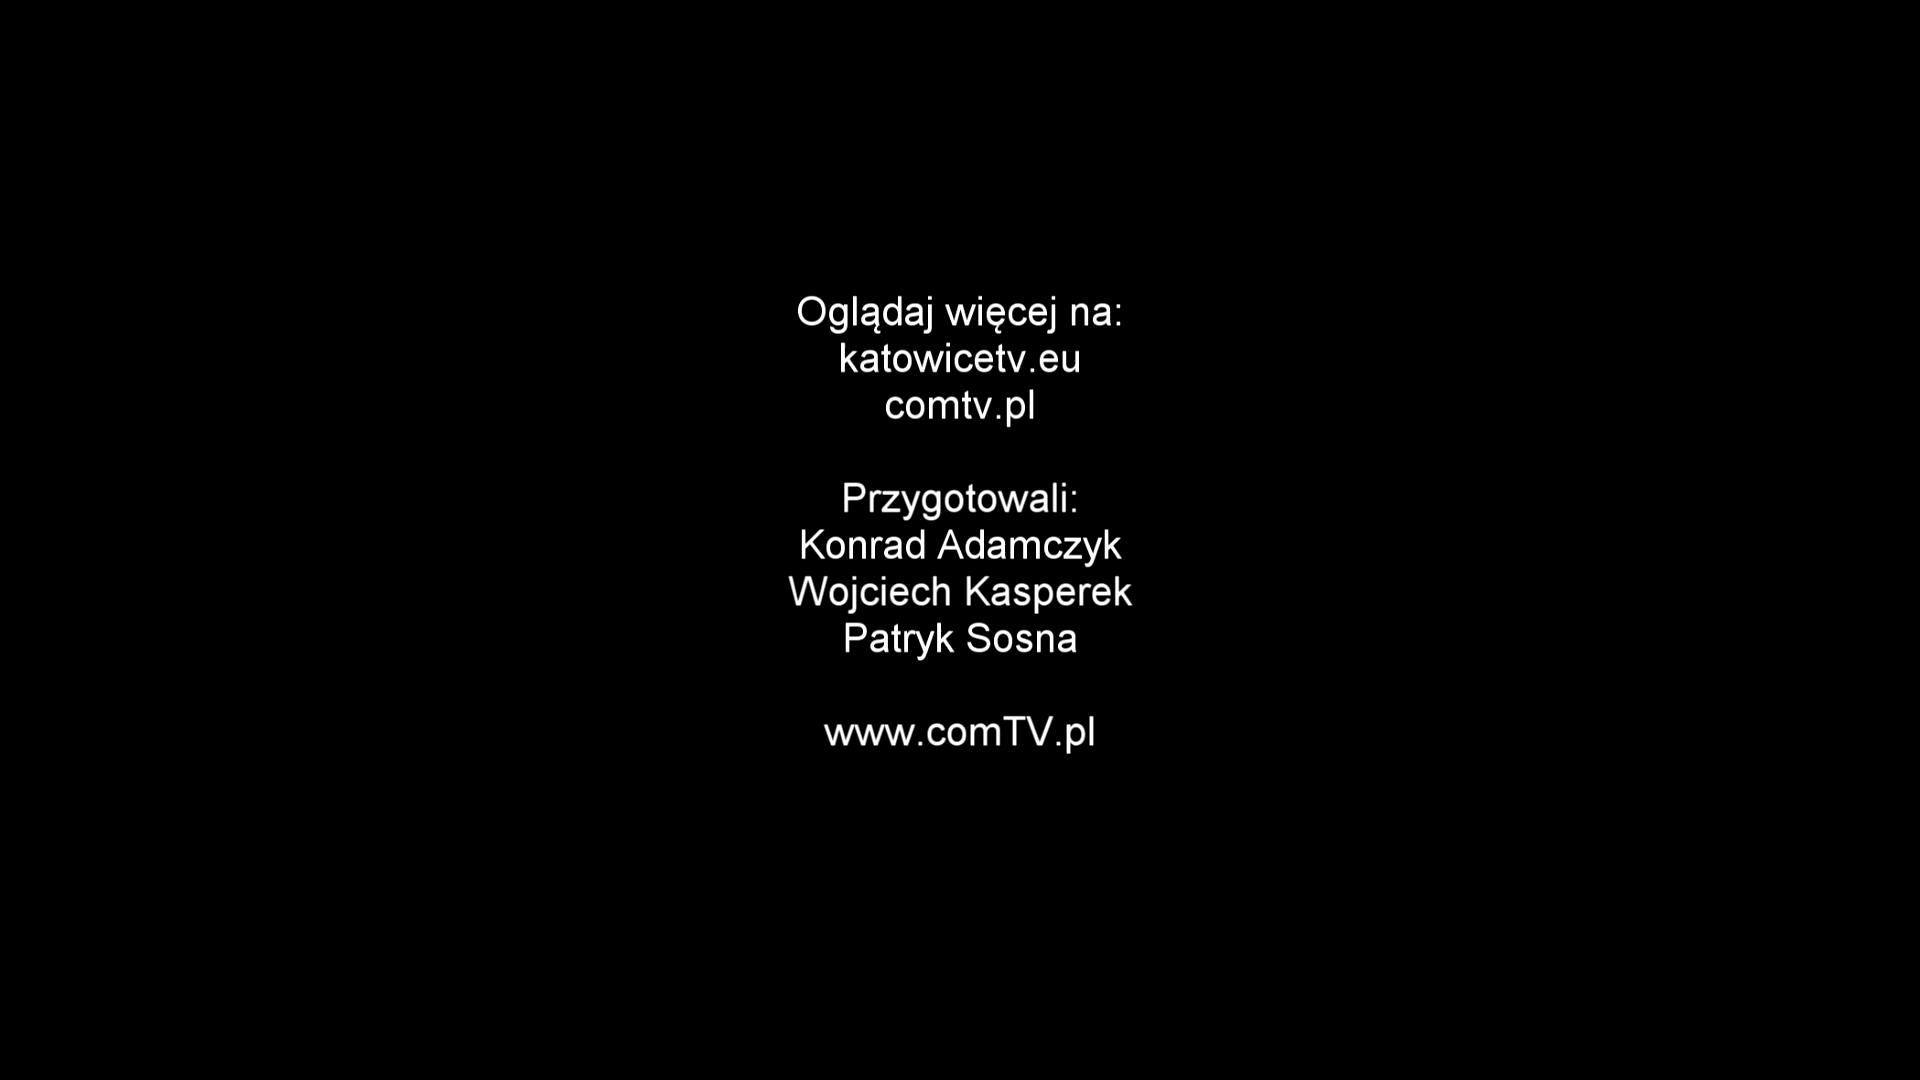 Oglądaj więcej na:
katowicetv.eu
comtv.pl
Przygotowali:
Konrad Adamczyk
Wojciech Kasperek
Patryk Sosna
www.comTV.pl